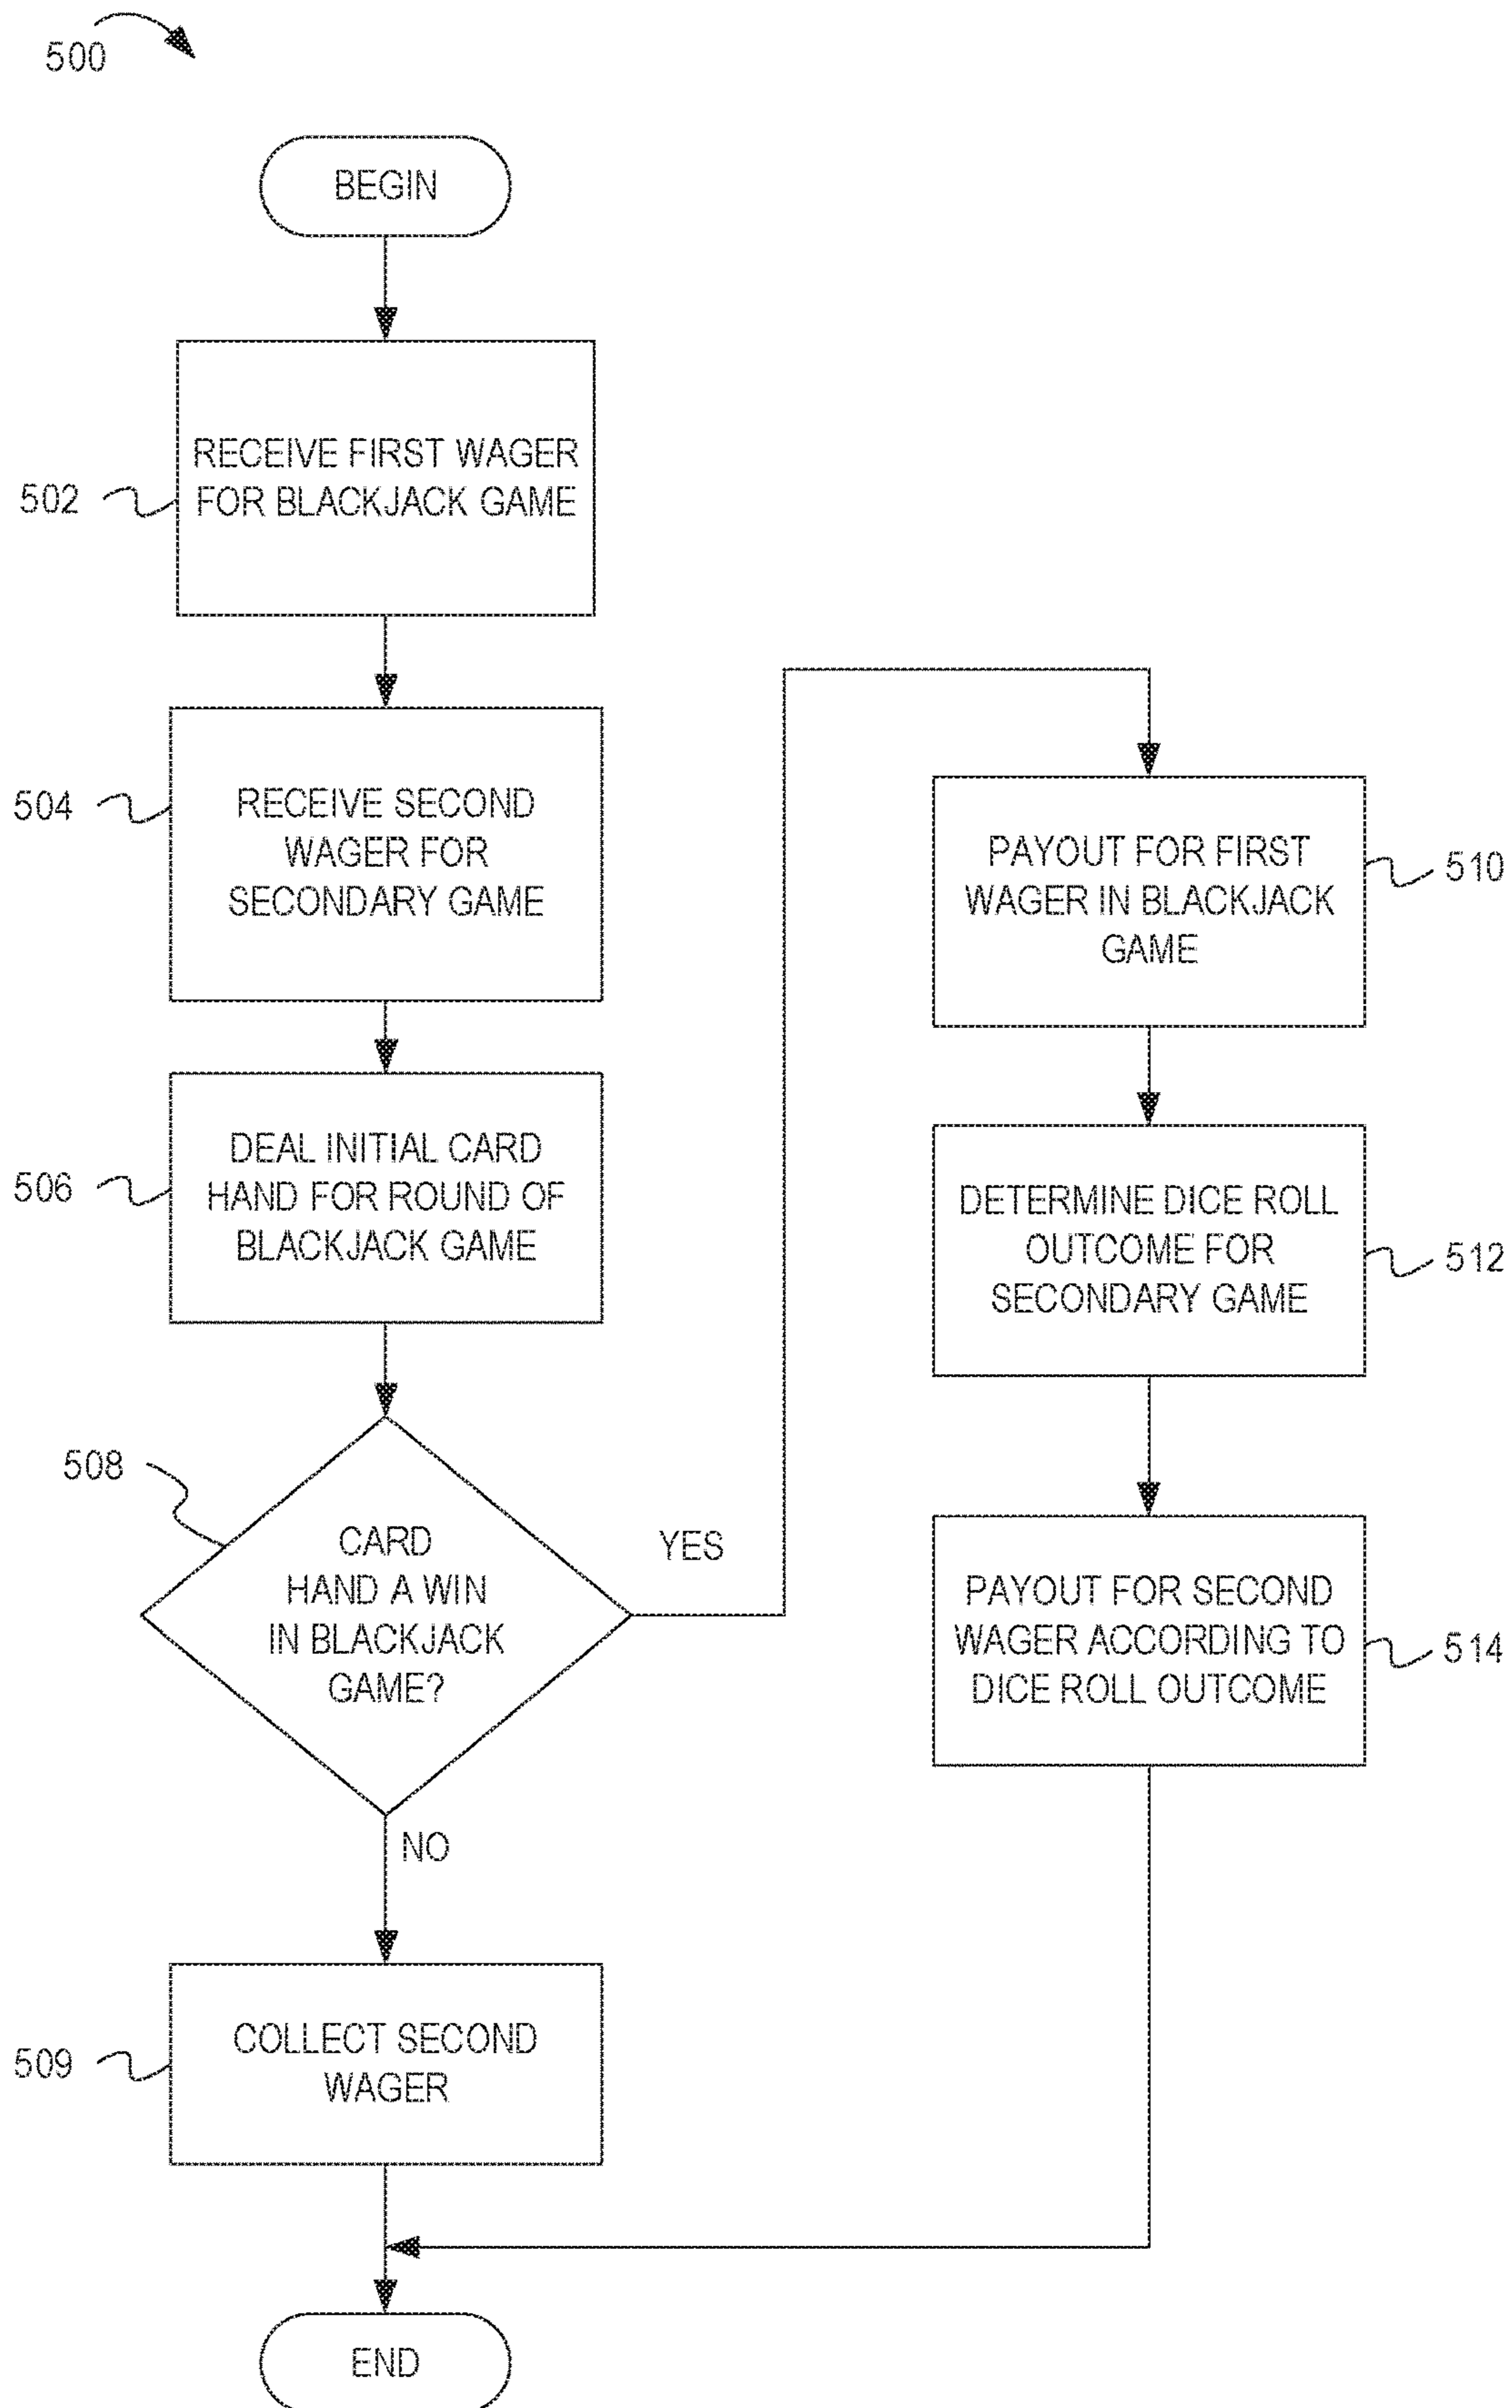 500
BEGIN
RECEIVE FIRST WAGER
FOR BLACKJACK GAME
502
RECEIVE SECOND
WAGER FOR
SECONDARY GAME
504
DEAL INITIAL CARD
HAND FOR ROUND OF
BLACKJACK GAME
506
508
CARD
HAND A WIN
IN BLACKJACK
GAME?
YES
NO
COLLECT SECOND
WAGER
509
PAYOUT FOR FIRST
WAGER IN BLACKJACK
GAME
510
DETERMINE DICE ROLL
OUTCOME FOR
SECONDARY GAME
512
PAYOUT FOR SECOND
WAGER ACCORDING TO
DICE ROLL OUTCOME
514
END